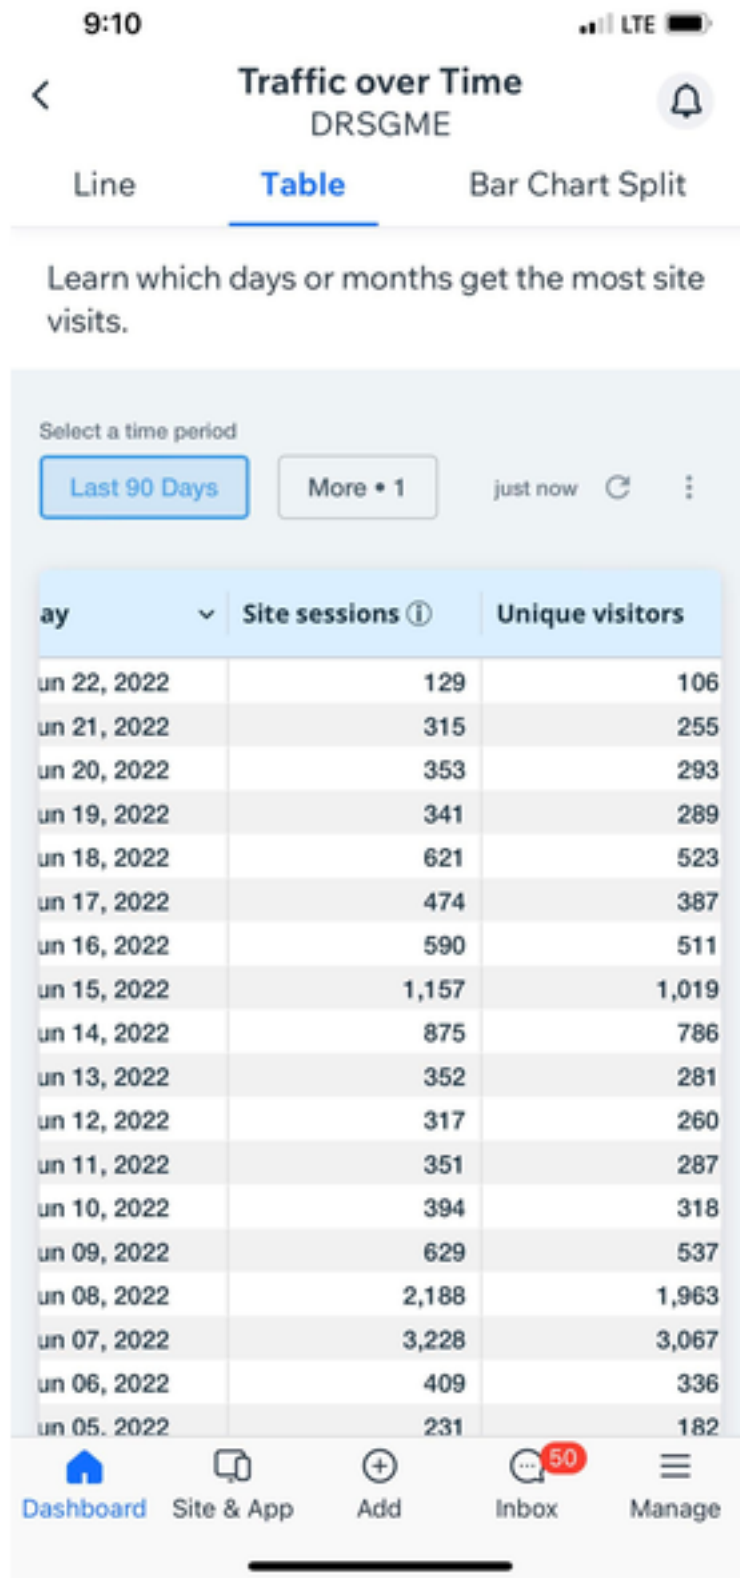 9:10 LTE
Traffic over Time
DRSGME
Line Table Bar Chart Split
Learn which days or months get the most site
visits.
Select a time period
Last 90 Days More • 1 just now
ay Site sessions ⓘ Unique visitors
un 22, 2022 129 106
un 21, 2022 315 255
un 20, 2022 353 293
un 19, 2022 341 289
un 18, 2022 621 523
un 17, 2022 474 387
un 16, 2022 590 511
un 15, 2022 1,157 1,019
un 14, 2022 875 786
un 13, 2022 352 281
un 12, 2022 317 260
un 11, 2022 351 287
un 10, 2022 394 318
un 09, 2022 629 537
un 08, 2022 2,188 1,963
un 07, 2022 3,228 3,067
un 06, 2022 409 336
un 05, 2022 231 182
50
Dashboard Site & App Add Inbox Manage